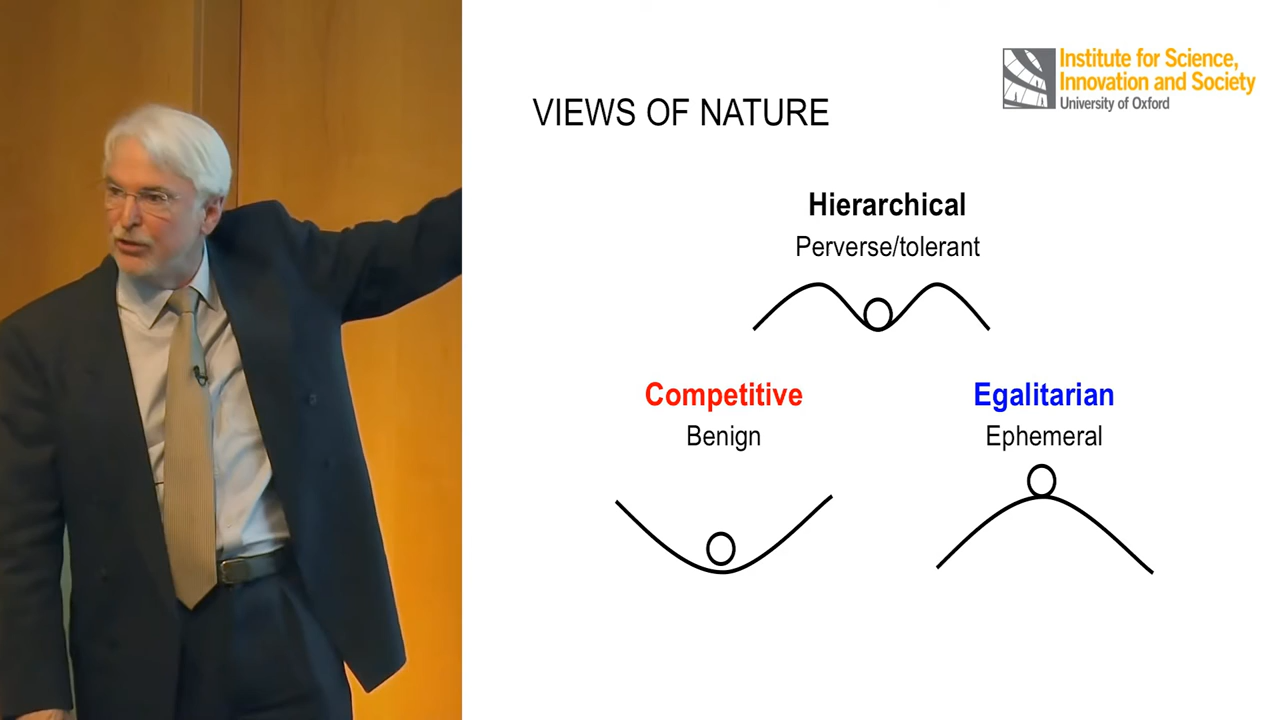 Institute for Science,
Innovation and Society
University of Oxford
VIEWS OF NATURE
Hierarchical
Perverse/tolerant
Competitive
Benign
Egalitarian
Ephemeral